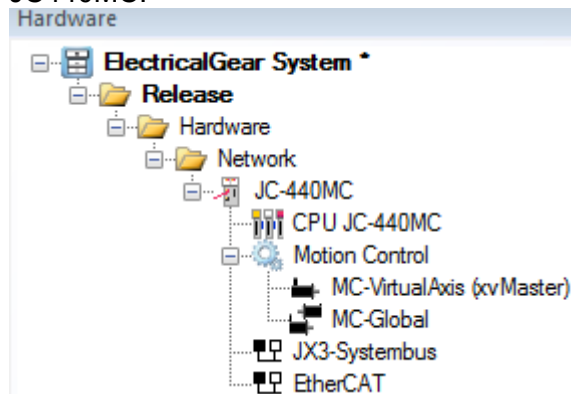 Hardware
ElectricalGear System *
Release
Hardware
Network
JC-440MC
CPU JC-440MC
Motion Control
MC-VirtualAxis (xvMaster)
MC-Global
JX3-Systembus
EtherCAT